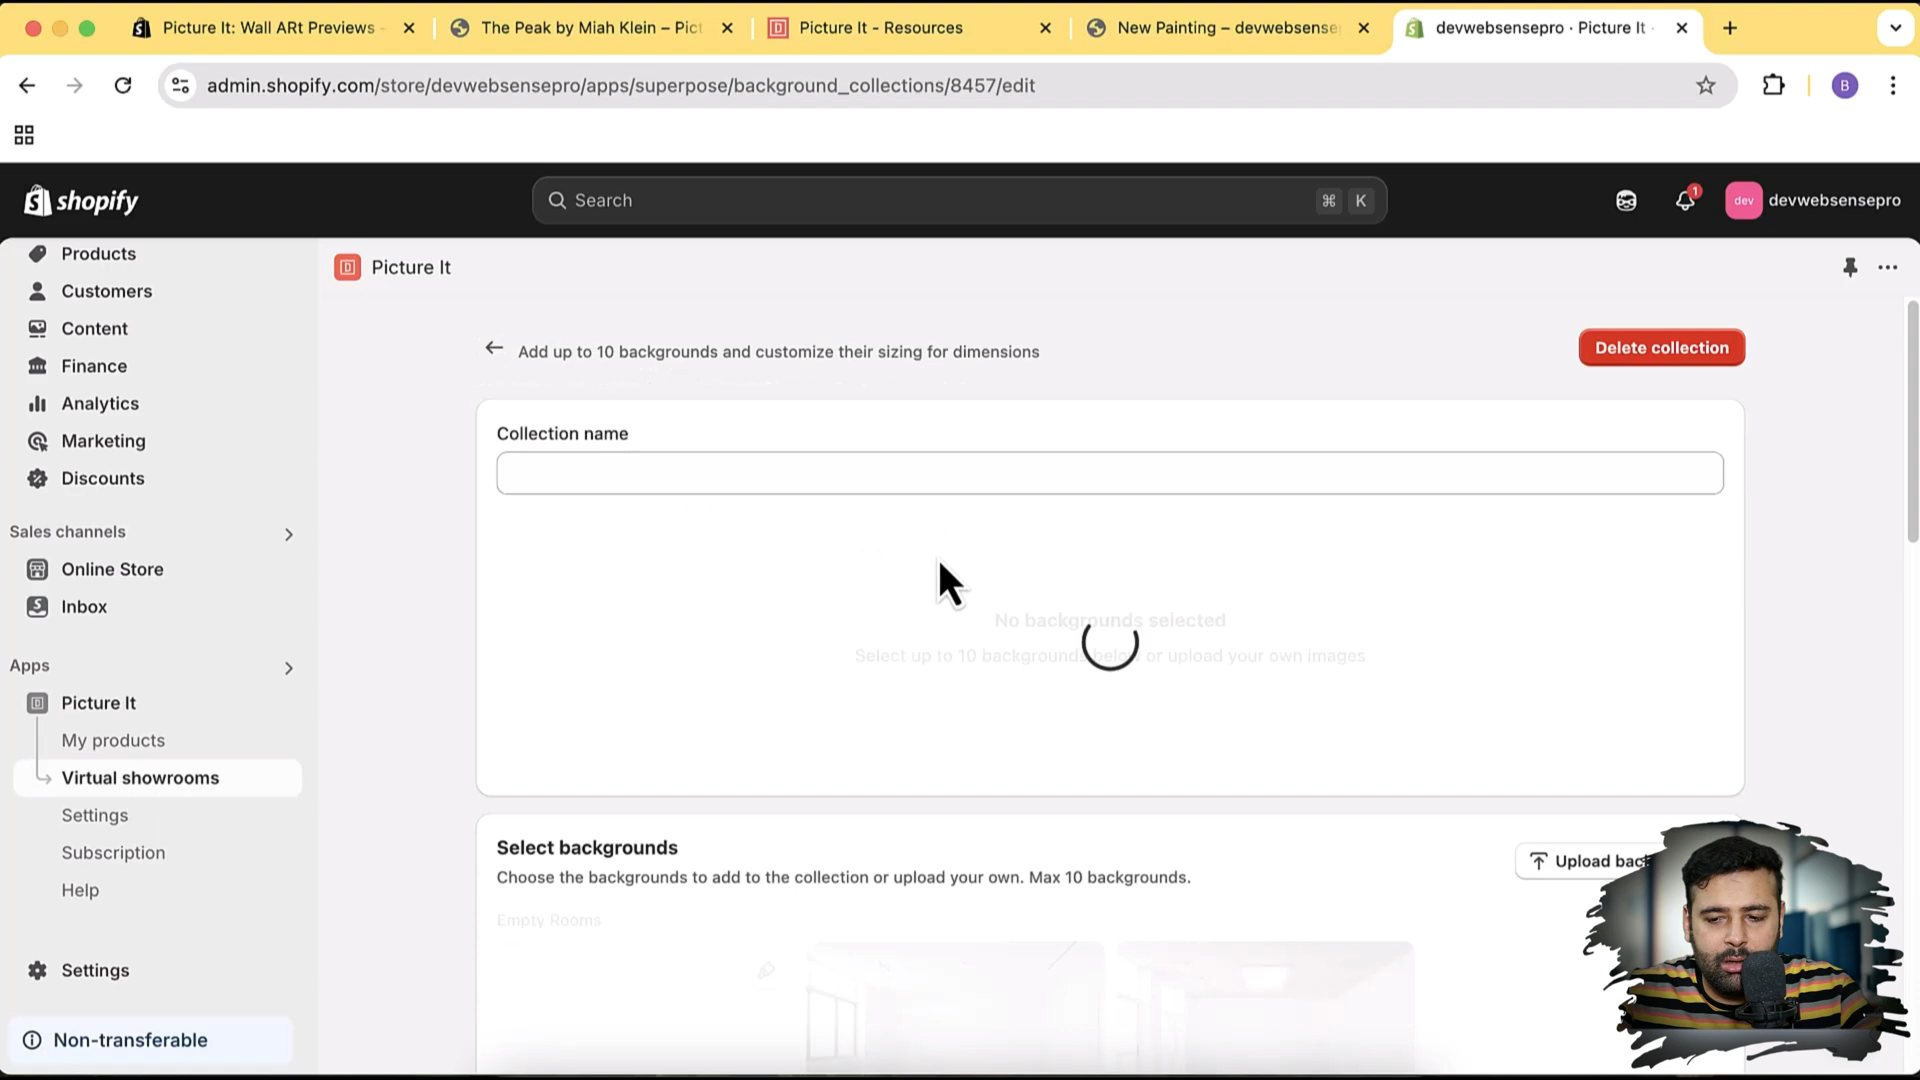 Picture It: Wall ARt Previews -
The Peak by Miah Klein – Pict
Picture It - Resources
New Painting – devwebsense
devwebsensepro · Picture It ·
admin.shopify.com/store/devwebsensepro/apps/superpose/background_collections/8457/edit
B
shopify
Search
⌘ K
1
dev
devwebsensepro
Products
Customers
Content
Finance
Analytics
Marketing
Discounts
Sales channels
Online Store
Inbox
Apps
Picture It
My products
Virtual showrooms
Settings
Subscription
Help
Settings
Non-transferable
Picture It
Add up to 10 backgrounds and customize their sizing for dimensions
Delete collection
Collection name
No backgrounds selected
Select up to 10 backgrounds below or upload your own images
Select backgrounds
Upload bac
Choose the backgrounds to add to the collection or upload your own. Max 10 backgrounds.
Empty Rooms